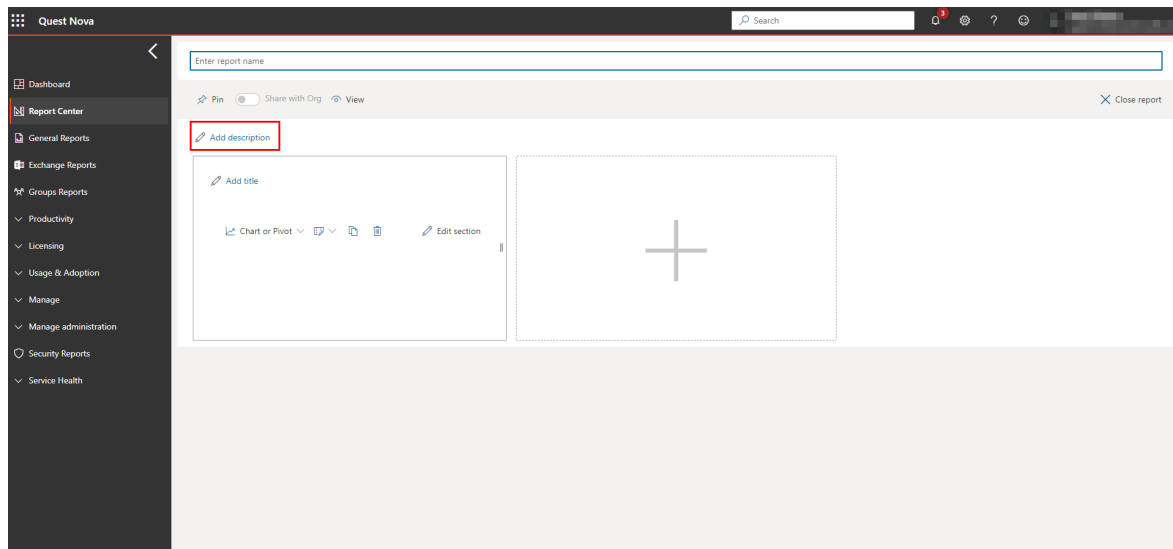 Quest Nova
Search
3
?
Enter report name
Dashboard
Pin Share with Org View
Close report
Report Center
General Reports
Add description
Exchange Reports
Groups Reports
Add title
Productivity
Chart or Pivot
Edit section
Licensing
Usage & Adoption
Manage
Manage administration
Security Reports
Service Health